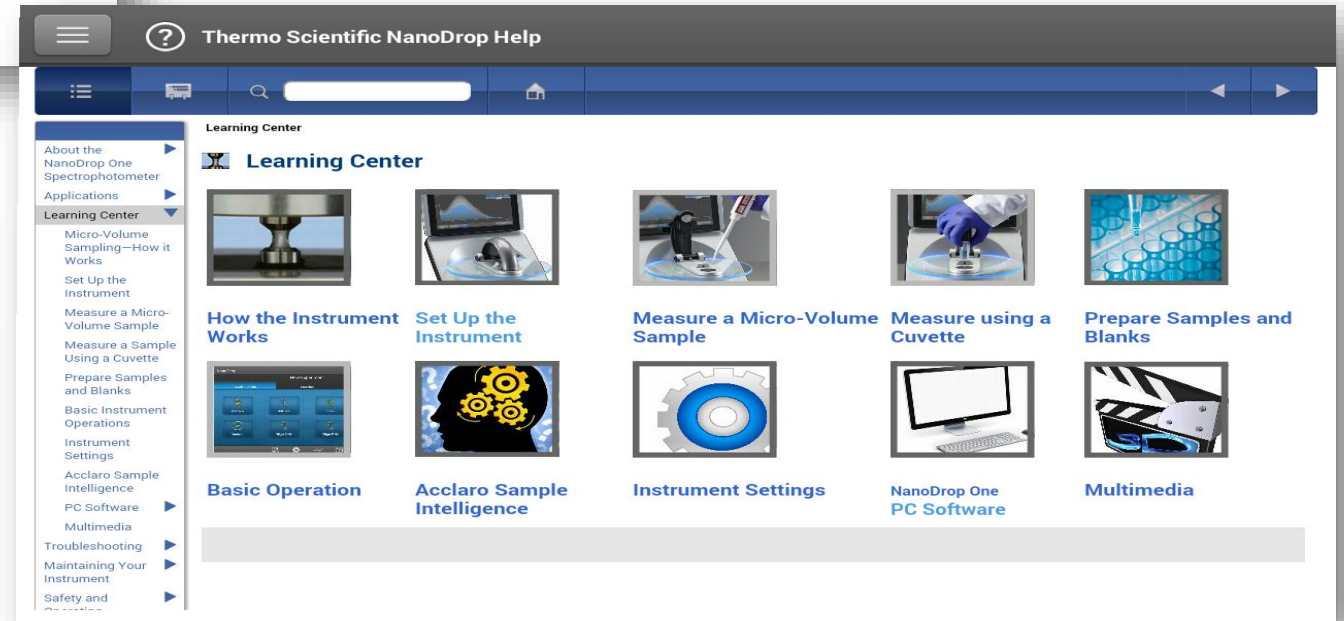 Thermo Scientific NanoDrop Help
Learning Center
About the
NanoDrop One
Spectrophotometer
Applications
Learning Center
Micro-Volume
Sampling—How it
Works
Set Up the
Instrument
Measure a Micro-
Volume Sample
Measure a Sample
Using a Cuvette
Prepare Samples
and Blanks
Basic Instrument
Operations
Instrument
Settings
Acclaro Sample
Intelligence
PC Software
Multimedia
Troubleshooting
Maintaining Your
Instrument
Safety and
Learning Center
How the Instrument
Works
Set Up the
Instrument
Measure a Micro-Volume
Sample
Measure using a
Cuvette
Prepare Samples and
Blanks
Basic Operation
Acclaro Sample
Intelligence
Instrument Settings
NanoDrop One
PC Software
Multimedia